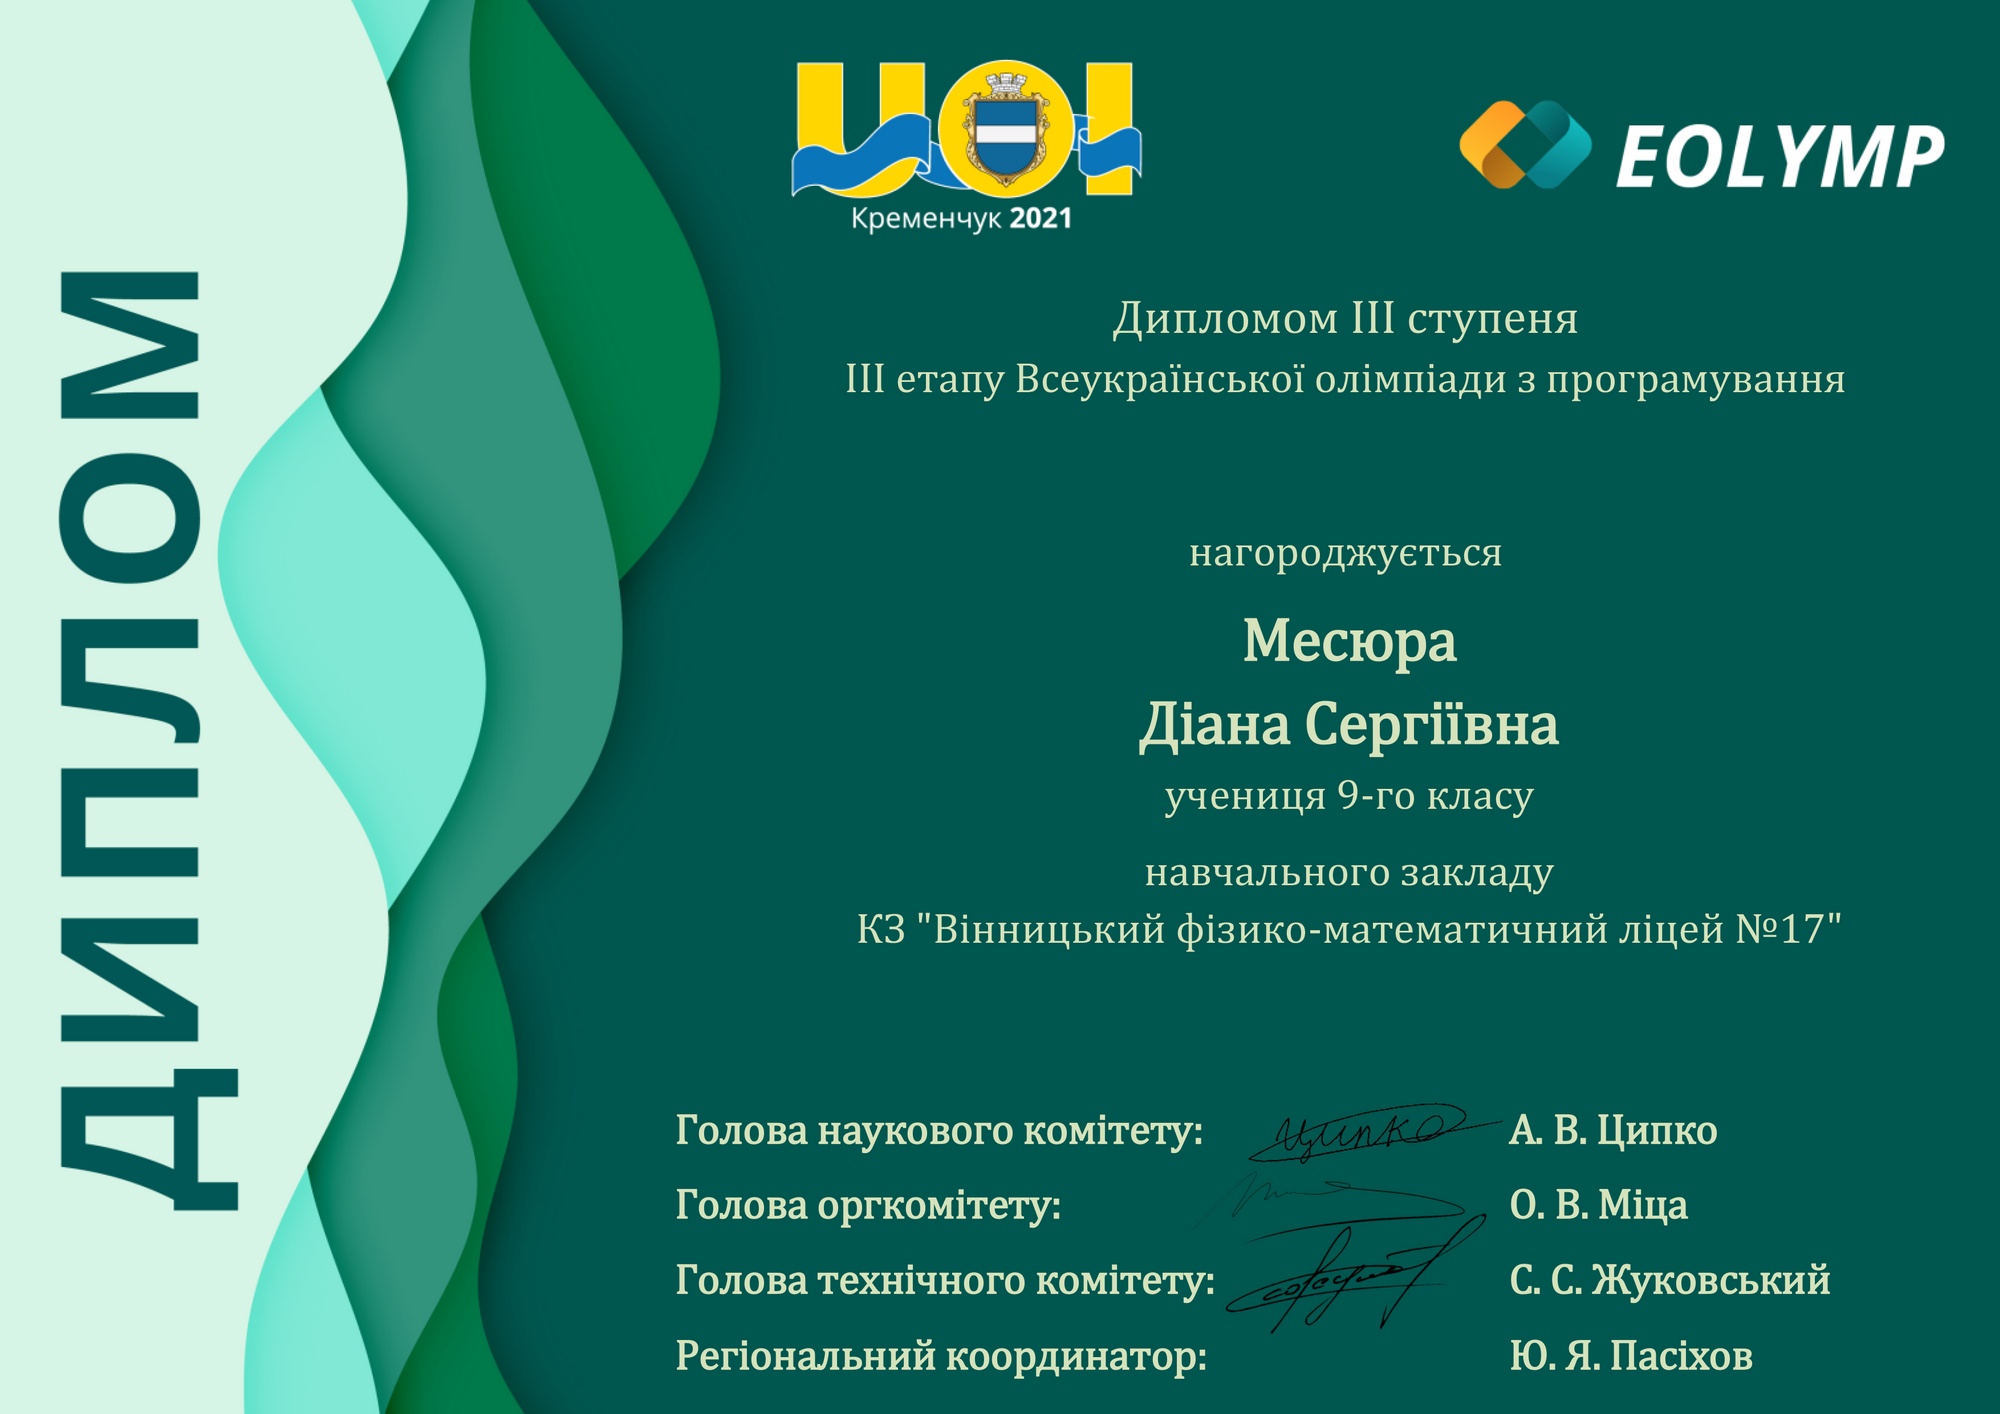 ДИПЛОМ
UOI
Кременчук 2021
EOLYMP
Дипломом III ступеня
III етапу Всеукраїнської олімпіади з програмування
нагороджується
Месюра
Діана Сергіївна
учениця 9-го класу
навчального закладу
КЗ "Вінницький фізико-математичний ліцей №17"
Голова наукового комітету: Ципко А. В. Ципко
Голова оргкомітету: О. В. Міца
Голова технічного комітету: С. С. Жуковський
Регіональний координатор: Ю. Я. Пасіхов